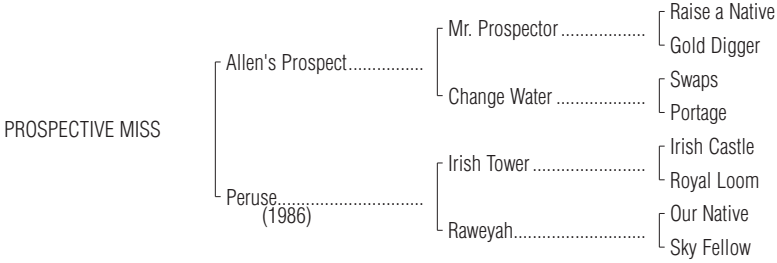 Raise a Native
Mr. Prospector..................
Gold Digger
Allen's Prospect................
Swaps
Change Water ...................
Portage
PROSPECTIVE MISS
Irish Castle
Irish Tower........................
Royal Loom
Peruse...............................
(1986)
Our Native
Raweyah............................
Sky Fellow